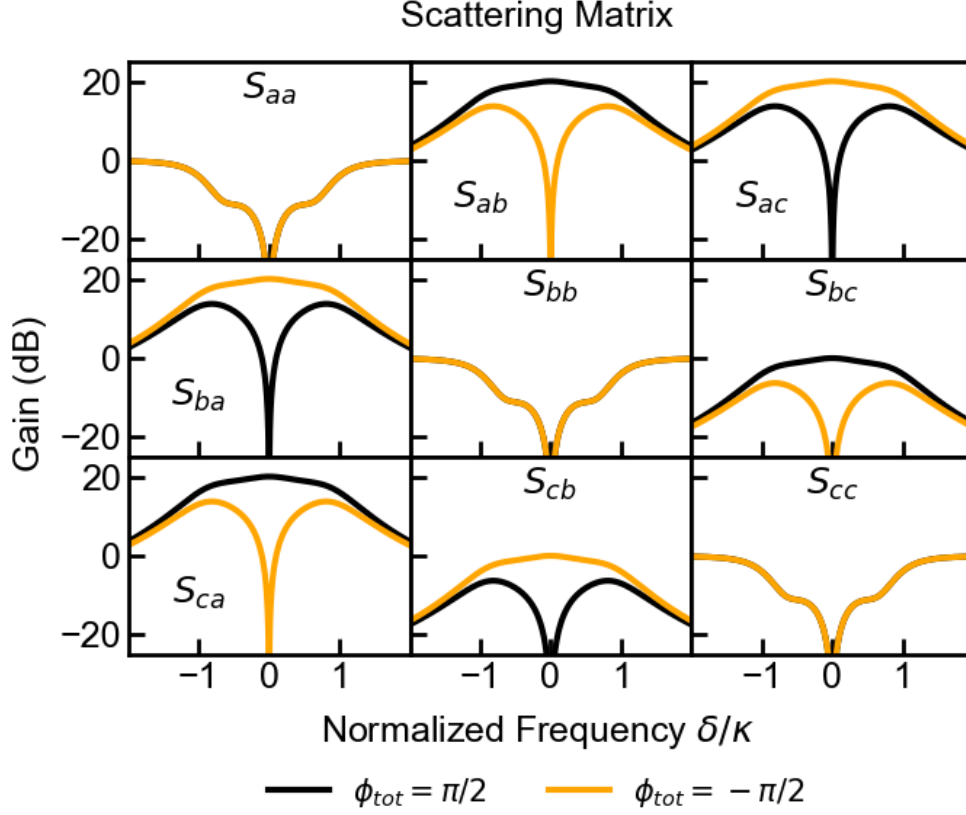 Scattering Matrix
20
0
−20
S_aa
S_ab
S_ac
20
0
−20
S_ba
S_bb
S_bc
20
0
−20
S_ca
S_cb
S_cc
−1 0 1 −1 0 1 −1 0 1
Gain (dB)
Normalized Frequency δ/κ
ϕ_tot = π/2 ϕ_tot = − π/2